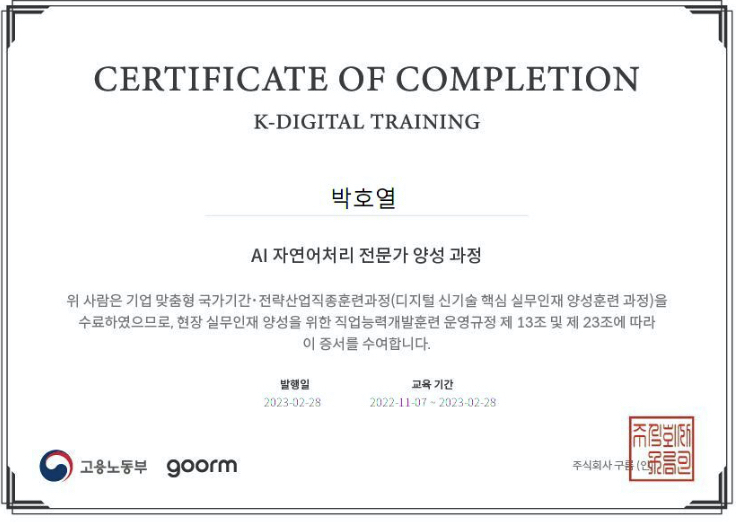 CERTIFICATE OF COMPLETION
K-DIGITAL TRAINING
박호열
AI 자연어처리 전문가 양성 과정
위 사람은 기업 맞춤형 국가기간·전략산업직종훈련과정(디지털 신기술 핵심 실무인재 양성훈련 과정)을
수료하였으므로, 현장 실무인재 양성을 위한 직업능력개발훈련 운영규정 제 13조 및 제 23조에 따라
이 증서를 수여합니다.
발행일 교육 기간
2023-02-28 2022-11-07 ~ 2023-02-28
고용노동부 goorm 주식회사 구름 (인)